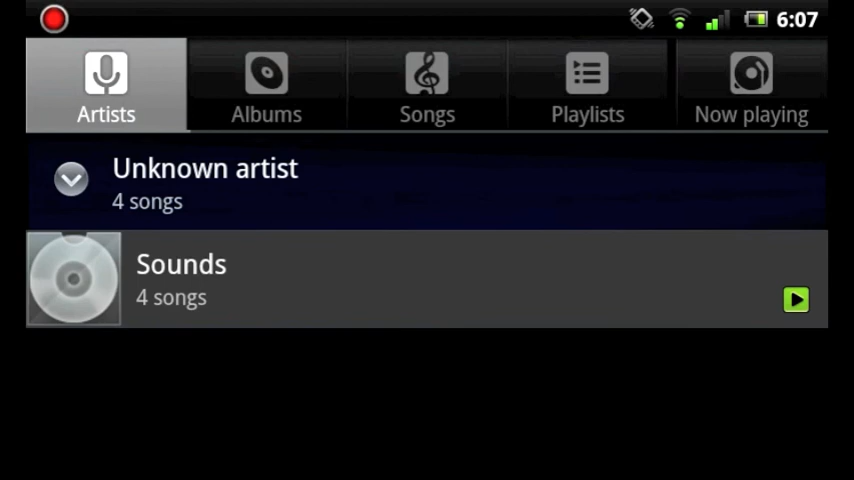 6:07
Artists
Albums
Songs
Playlists
Now playing
Unknown artist
4 songs
Sounds
4 songs